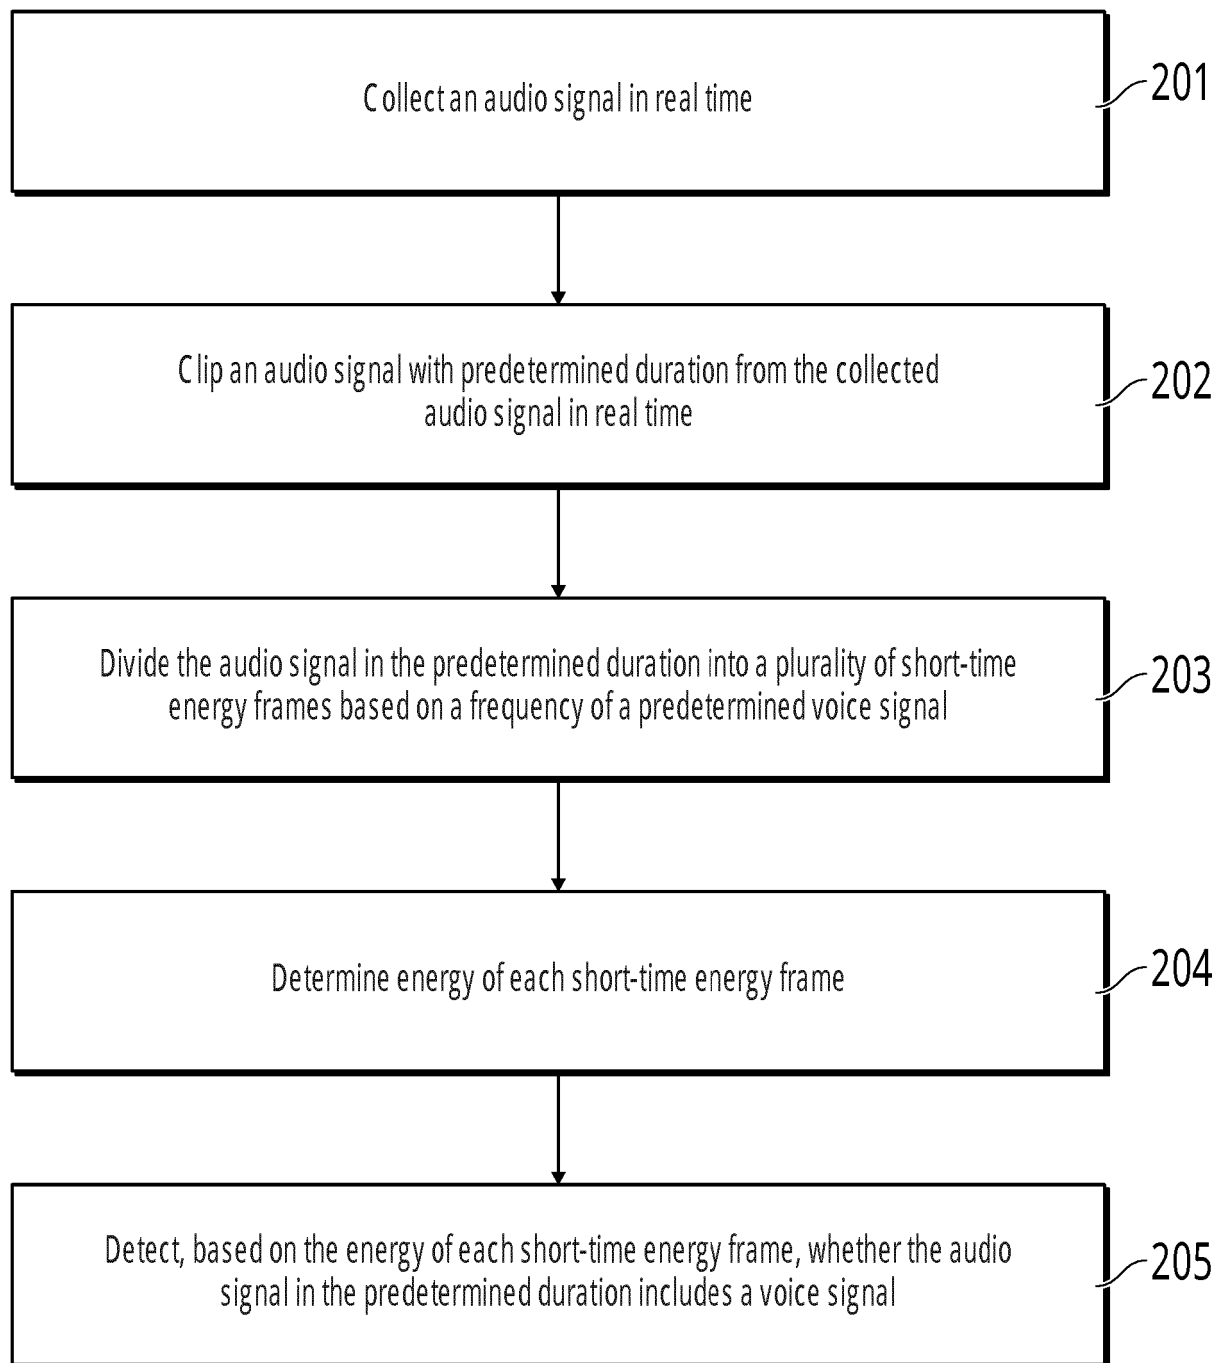 Collect an audio signal in real time
201
Clip an audio signal with predetermined duration from the collected
audio signal in real time
202
Divide the audio signal in the predetermined duration into a plurality of short-time
energy frames based on a frequency of a predetermined voice signal
203
Determine energy of each short-time energy frame
204
Detect, based on the energy of each short-time energy frame, whether the audio
signal in the predetermined duration includes a voice signal
205